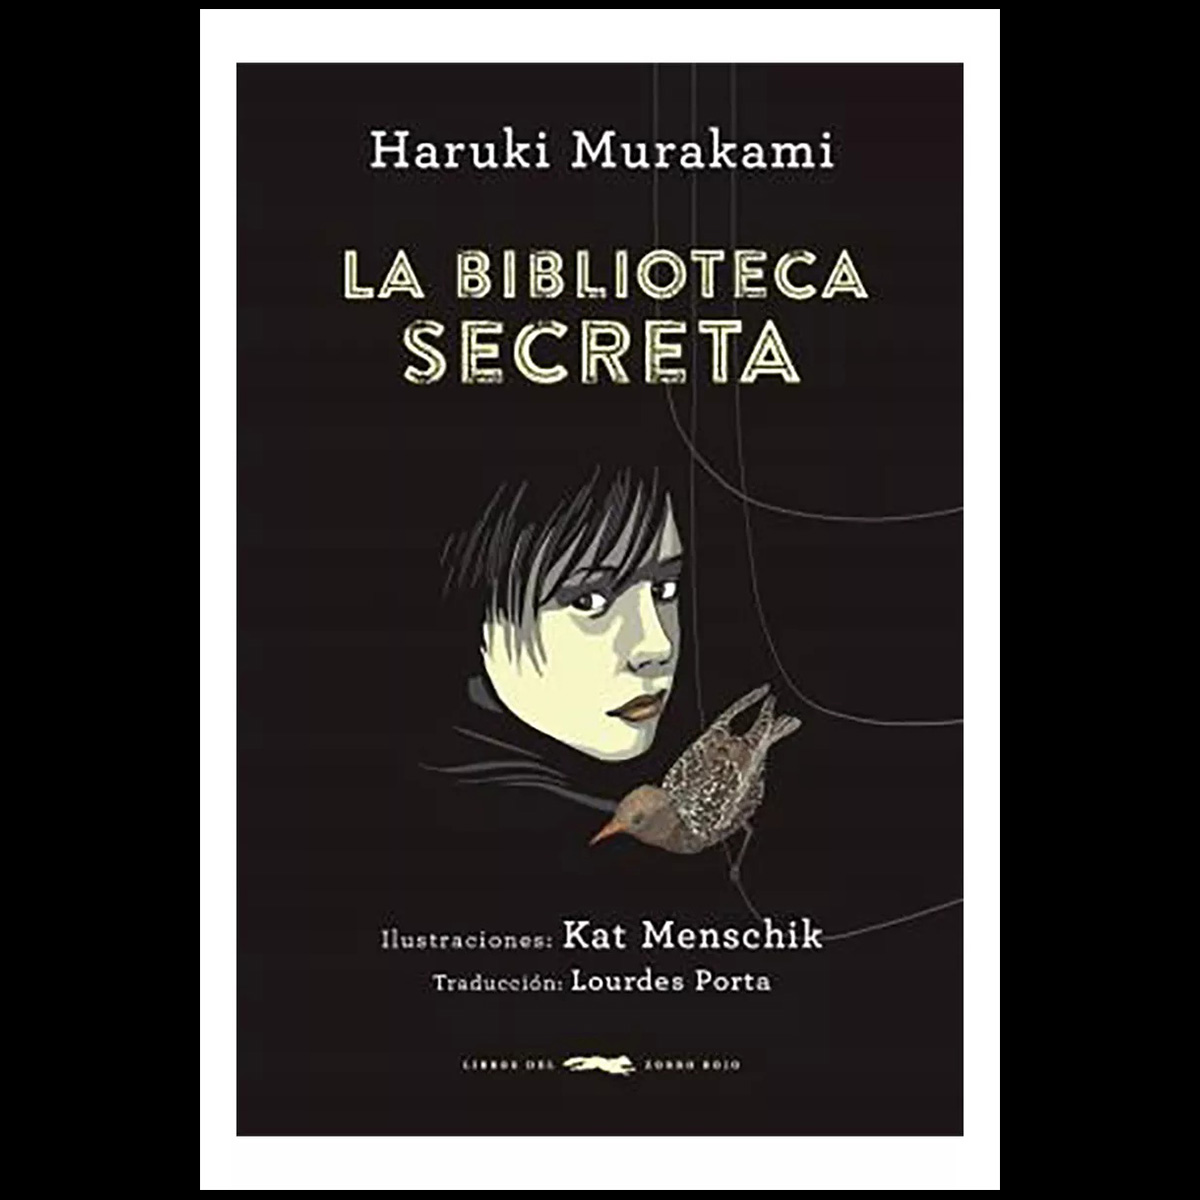 Haruki Murakami
LA BIBLIOTECA
SECRETA
Ilustraciones: Kat Menschik
Traducción: Lourdes Porta
LIBROS DEL ZORRO ROJO